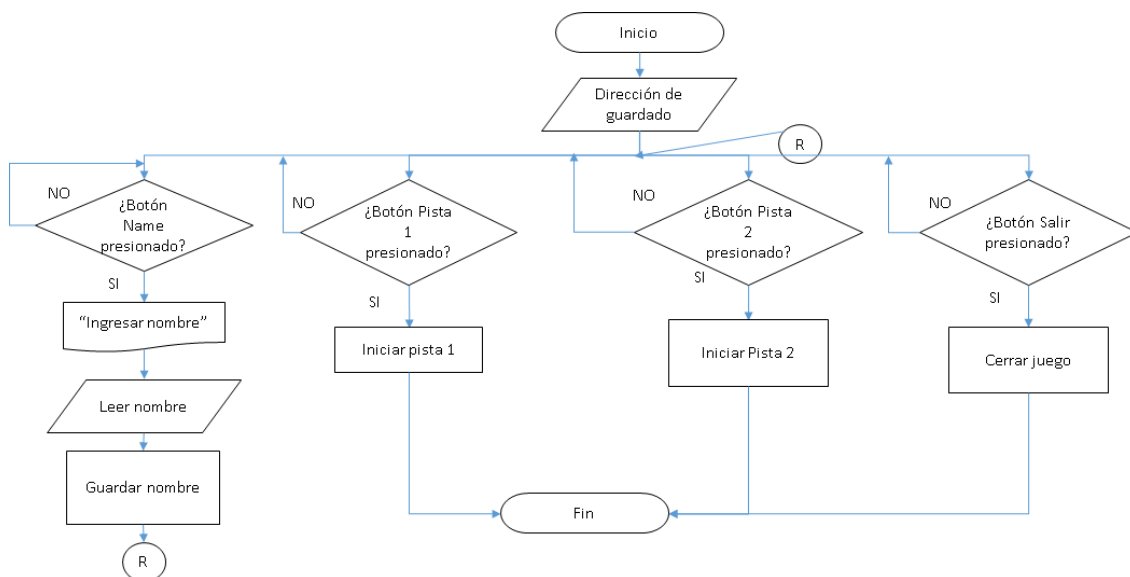 Inicio
Dirección de
guardado
R
NO
¿Botón
Name
presionado?
SI
"Ingresar nombre"
Leer nombre
Guardar nombre
R
NO
¿Botón Pista
1
presionado?
SI
Iniciar pista 1
NO
¿Botón Pista
2
presionado?
SI
Iniciar Pista 2
NO
¿Botón Salir
presionado?
SI
Cerrar juego
Fin